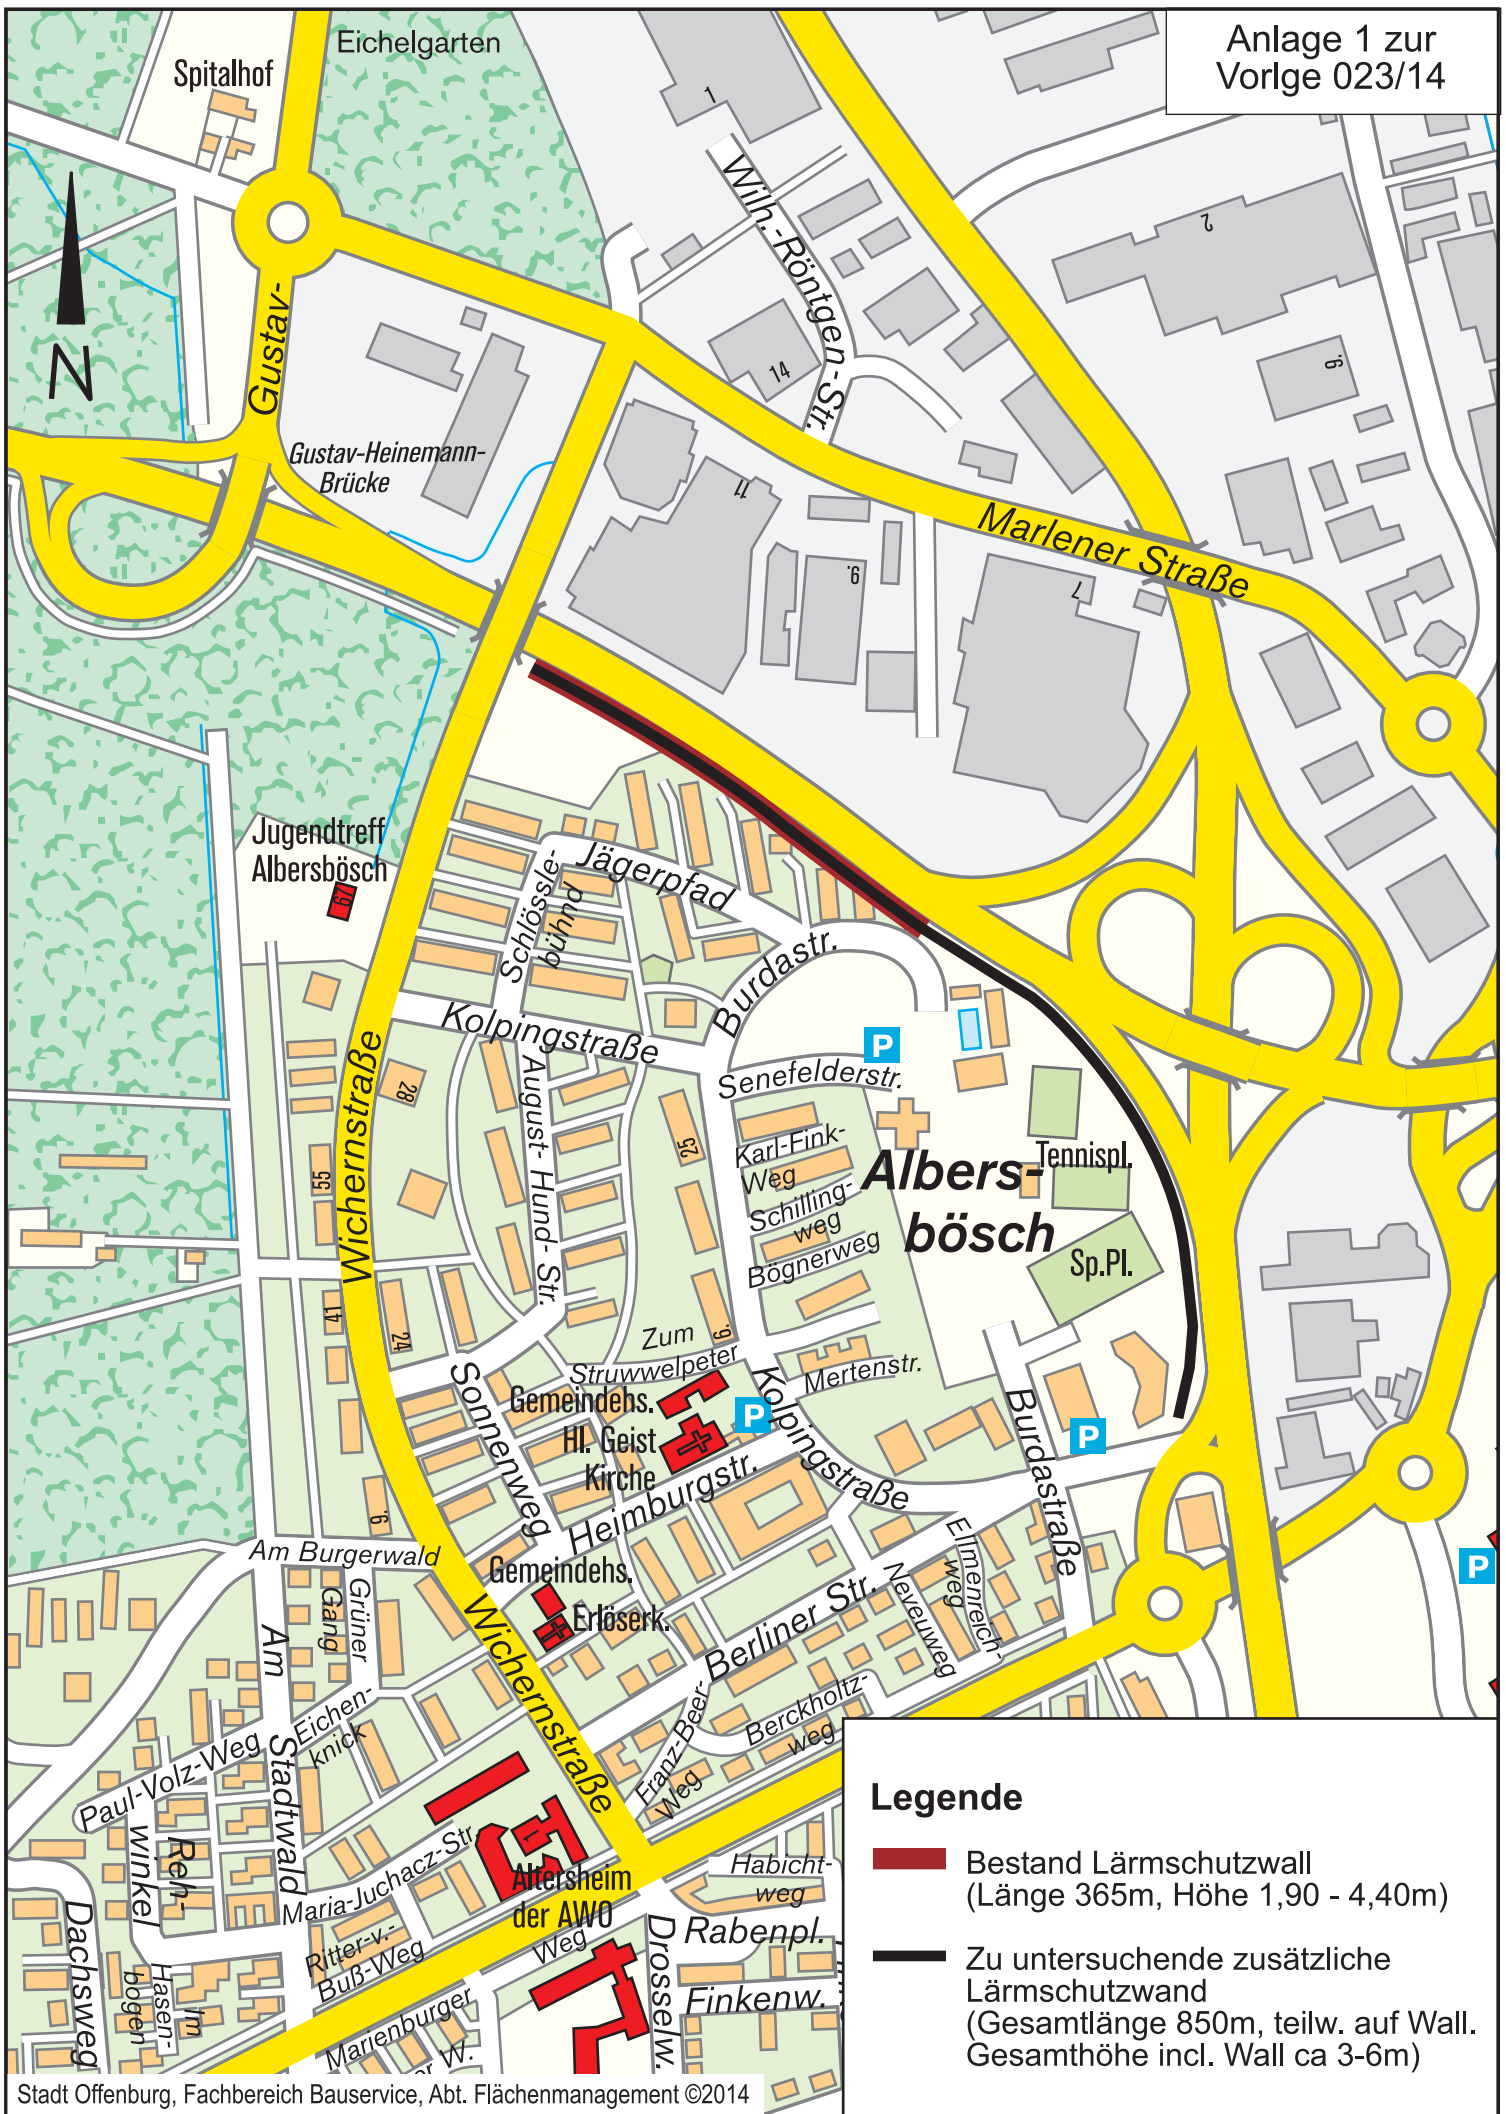 Anlage 1 zur
Vorlge 023/14
Eichelgarten
Spitalhof
1
Wilh.-Röntgen-Str.
2
14
9.
Gustav-
N
Gustav-Heinemann-
Brücke
11
9.
7
Marlener Straße
Jugendtreff
Albersbösch
79
Jägerpfad
Schlössle-
bühnd
Burdastr.
Kolpingstraße
P
Senefelderstr.
Wichernstraße
28
August-Hund-Str.
25
Karl-Fink-
Weg
Schilling-
weg
Bögnerweg
Albers-
bösch
Tennispl.
Sp.Pl.
55
41
24
9.
Zum
Struwwelpeter
Mertenstr.
Sonnenweg
Gemeindehs.
Hl. Geist
Kirche
P
Kolpingstraße
P
Burdastraße
Heimburgstr.
9.
Am Burgerwald
Gemeindehs.
Erlöserk.
Grüner
Gang
Wichernstraße
Berliner Str.
Neveuweg
Ellmenreich-
weg
P
Am Stadtwald
Eichen-
knick
Paul-Volz-Weg
Franz-Beer-
Weg
Berckholtz-
weg
Reh-
winkel
Maria-Juchacz-Str.
Altersheim
der AWO
Ritter-v.-
Buß-Weg
Habicht-
weg
Rabenpl.
Weg
Drosselw.
Finkenw.
Dachsweg
Im
Hasen-
bogen
Marienburger
er W.
Legende
Bestand Lärmschutzwall
(Länge 365m, Höhe 1,90 - 4,40m)
Zu untersuchende zusätzliche
Lärmschutzwand
(Gesamtlänge 850m, teilw. auf Wall.
Gesamthöhe incl. Wall ca 3-6m)
Stadt Offenburg, Fachbereich Bauservice, Abt. Flächenmanagement ©2014